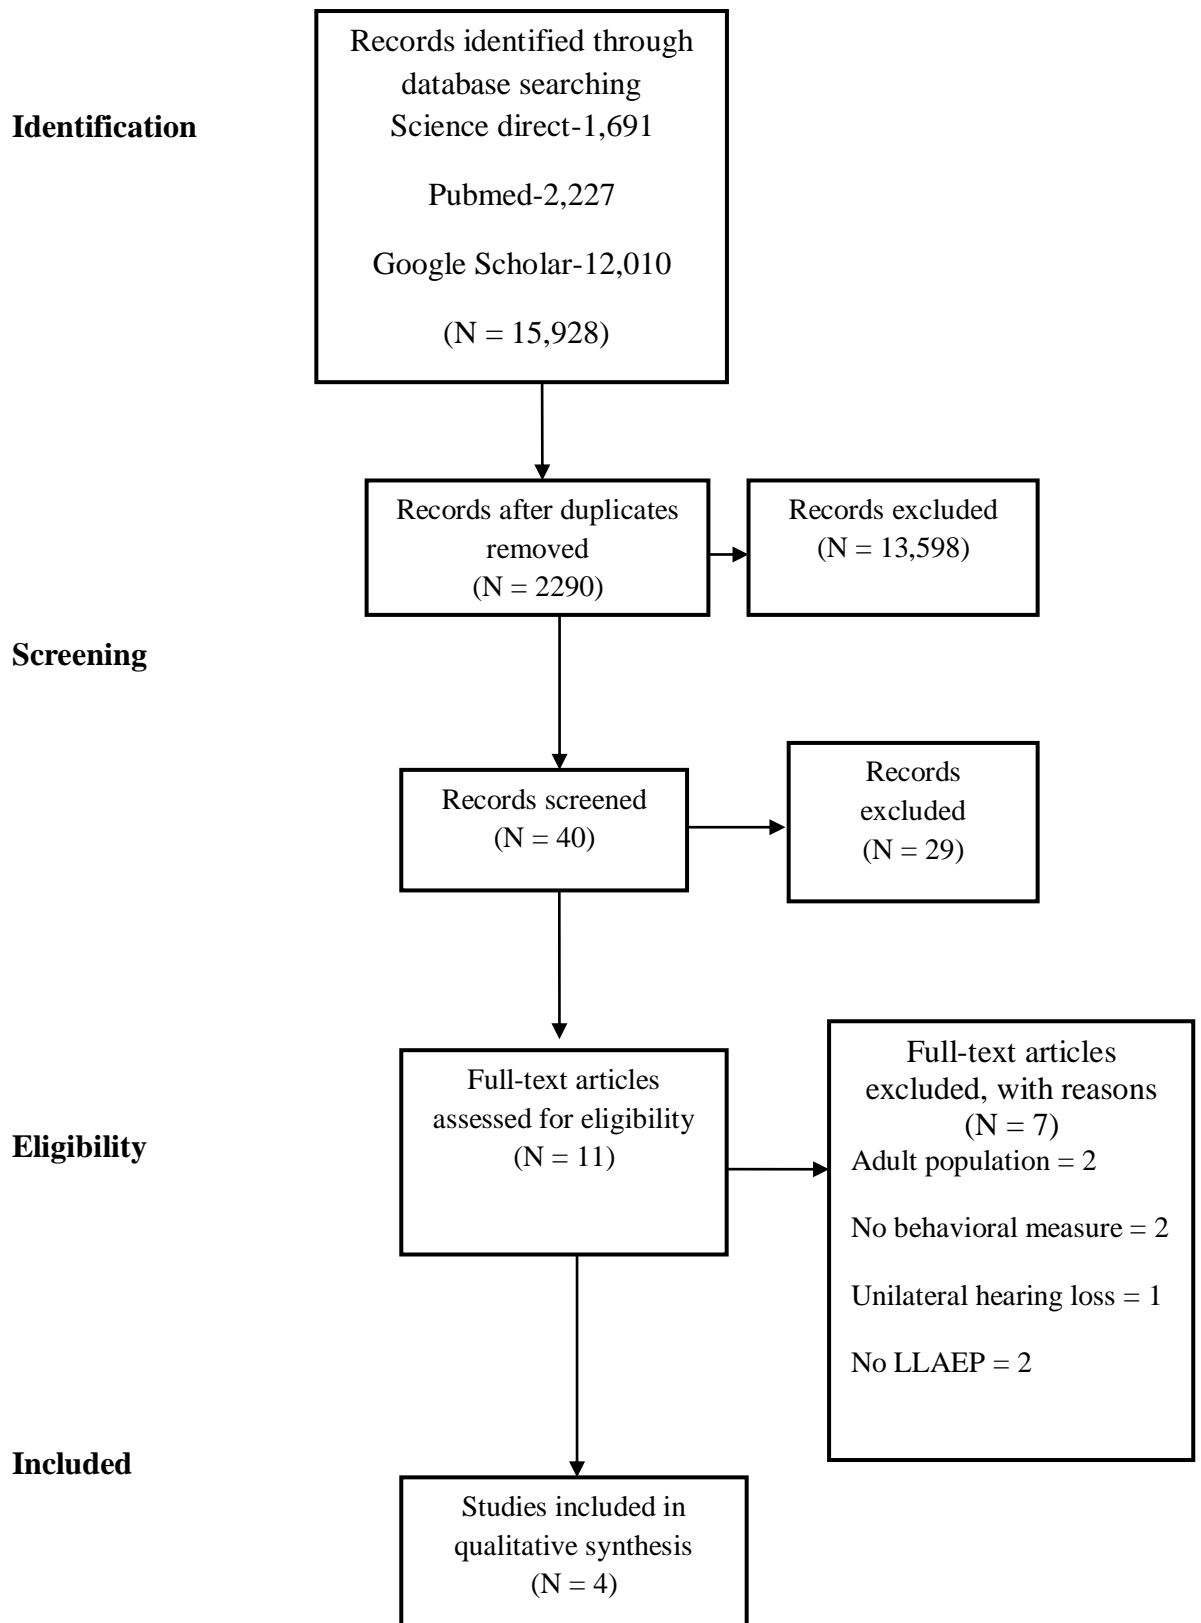 Identification
Records identified through
database searching
Science direct-1,691
Pubmed-2,227
Google Scholar-12,010
(N = 15,928)
Screening
Records after duplicates
removed
(N = 2290)
Records excluded
(N = 13,598)
Records screened
(N = 40)
Records
excluded
(N = 29)
Eligibility
Full-text articles
assessed for eligibility
(N = 11)
Full-text articles
excluded, with reasons
(N = 7)
Adult population = 2
No behavioral measure = 2
Unilateral hearing loss = 1
No LLAEP = 2
Included
Studies included in
qualitative synthesis
(N = 4)